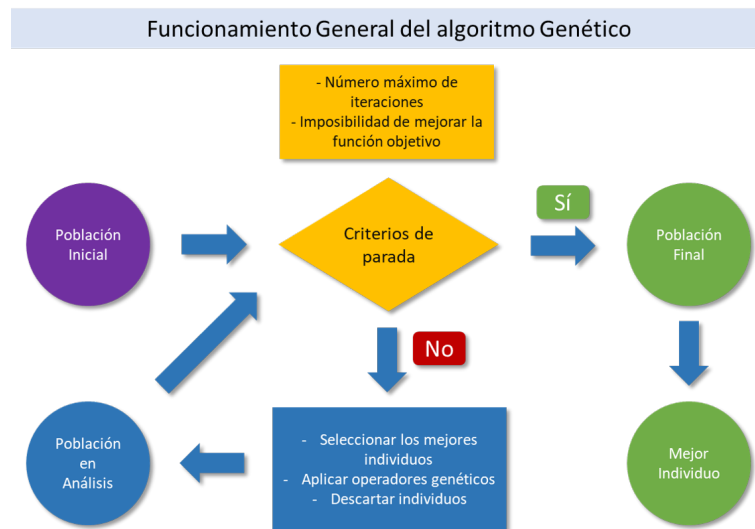 Funcionamiento General del algoritmo Genético
- Número máximo de
iteraciones
- Imposibilidad de mejorar la
función objetivo
Población
Inicial
Criterios de
parada
Sí
Población
Final
No
Población
en
Análisis
- Seleccionar los mejores
individuos
- Aplicar operadores genéticos
- Descartar individuos
Mejor
Individuo